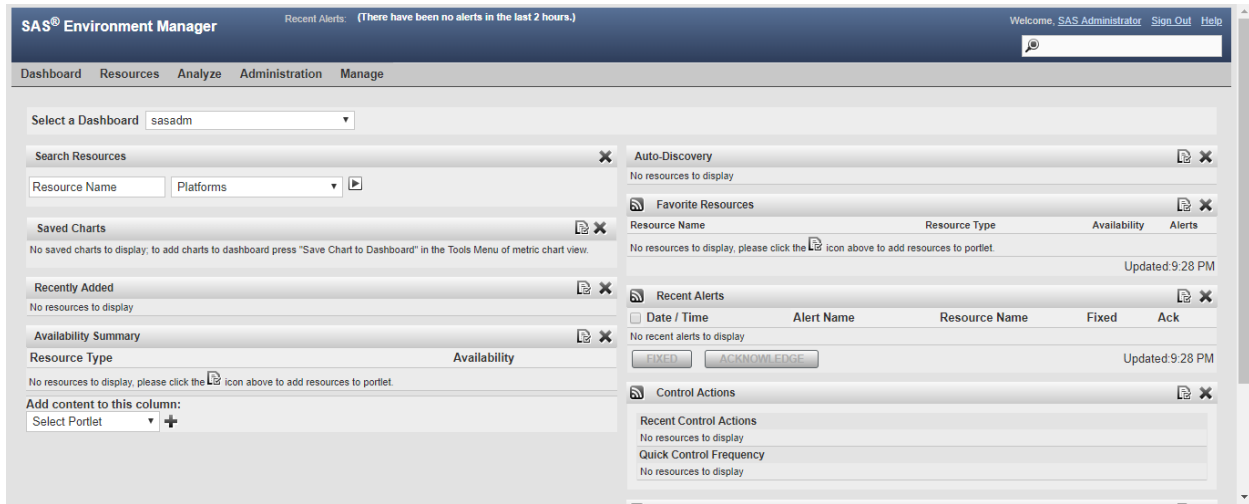 SAS® Environment Manager
Recent Alerts: (There have been no alerts in the last 2 hours.)
Welcome, SAS Administrator Sign Out Help
Dashboard Resources Analyze Administration Manage
Select a Dashboard sasadm
Search Resources
Resource Name Platforms
Saved Charts
No saved charts to display; to add charts to dashboard press "Save Chart to Dashboard" in the Tools Menu of metric chart view.
Recently Added
No resources to display
Availability Summary
Resource Type Availability
No resources to display, please click the icon above to add resources to portlet.
Add content to this column:
Select Portlet
Auto-Discovery
No resources to display
Favorite Resources
Resource Name Resource Type Availability Alerts
No resources to display, please click the icon above to add resources to portlet.
Updated:9:28 PM
Recent Alerts
Date / Time Alert Name Resource Name Fixed Ack
No recent alerts to display
FIXED ACKNOWLEDGE Updated:9:28 PM
Control Actions
Recent Control Actions
No resources to display
Quick Control Frequency
No resources to display